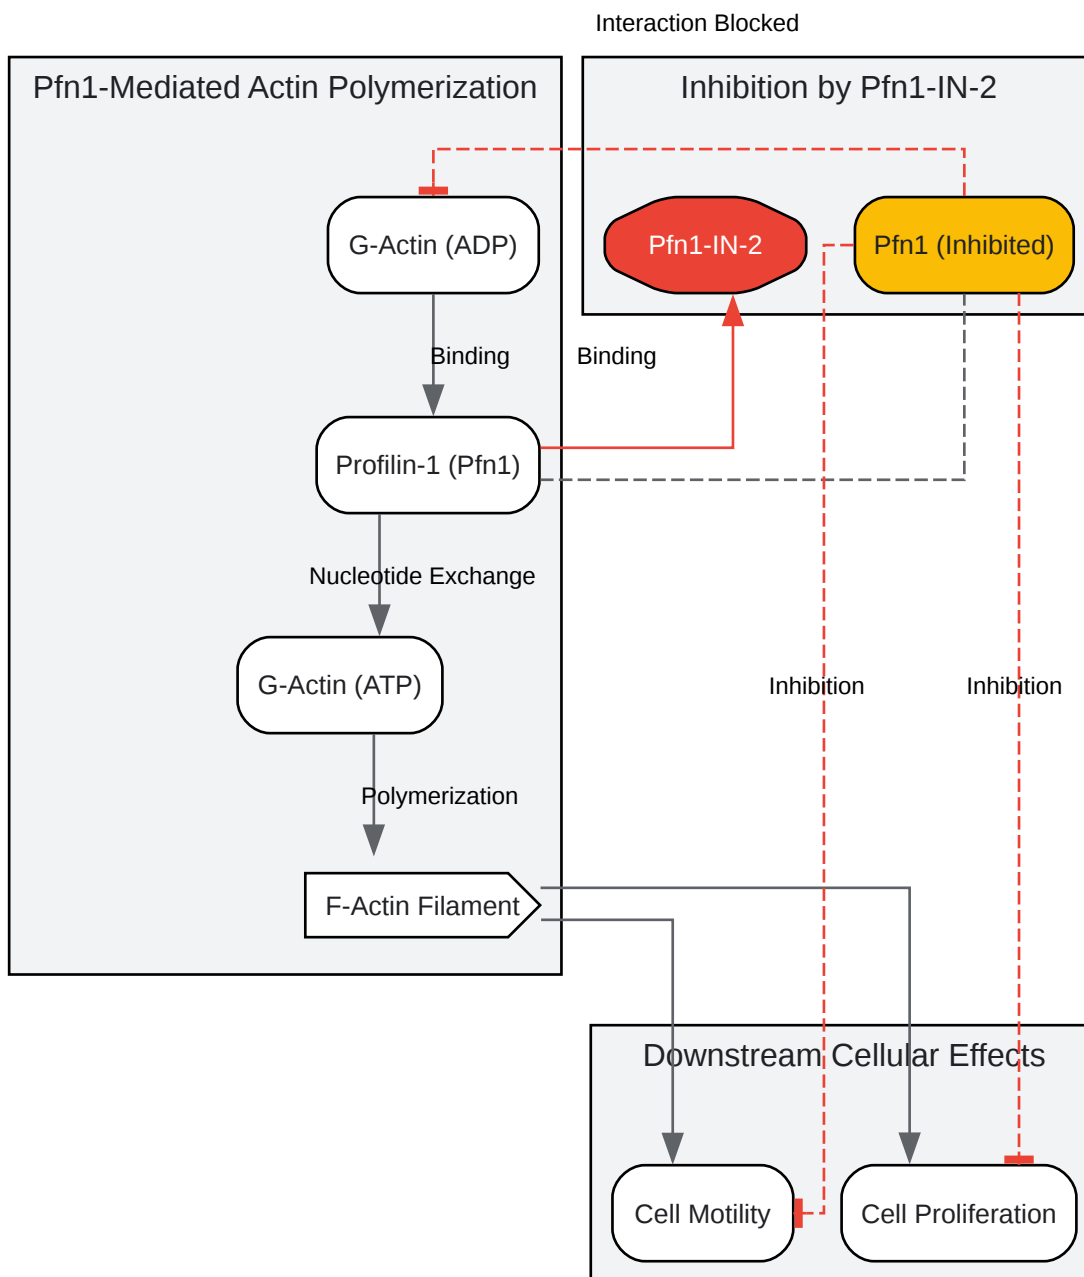 Interaction Blocked
Pfn1-Mediated Actin Polymerization
Inhibition by Pfn1-IN-2
G-Actin (ADP)
Pfn1-IN-2
Pfn1 (Inhibited)
Binding
Binding
Profilin-1 (Pfn1)
Nucleotide Exchange
G-Actin (ATP)
Inhibition
Inhibition
Polymerization
F-Actin Filament
Downstream Cellular Effects
Cell Motility
Cell Proliferation